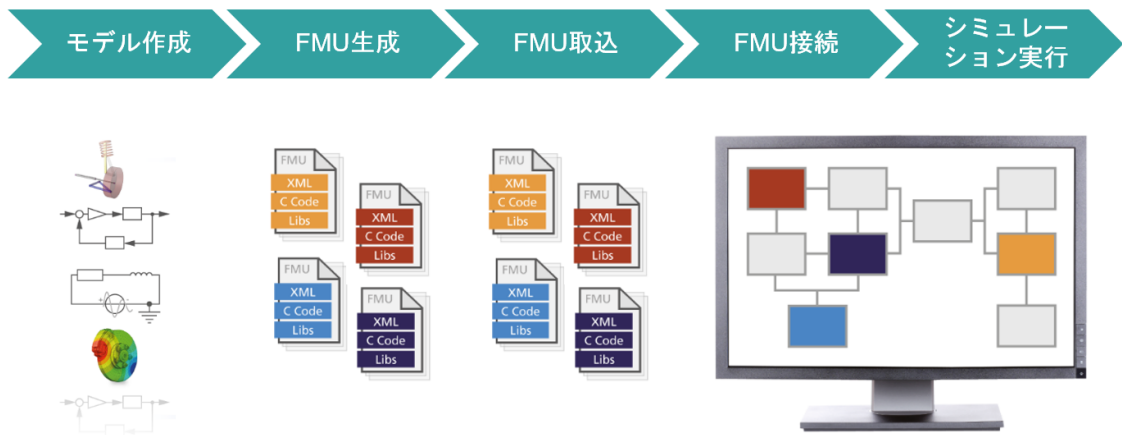 モデル作成
FMU生成
FMU取込
FMU接続
シミュレー
ション実行
FMU
XML
C Code
Libs
FMU
XML
C Code
Libs
FMU
XML
C Code
Libs
FMU
XML
C Code
Libs
FMU
XML
C Code
Libs
FMU
XML
C Code
Libs
FMU
XML
C Code
Libs
FMU
XML
C Code
Libs